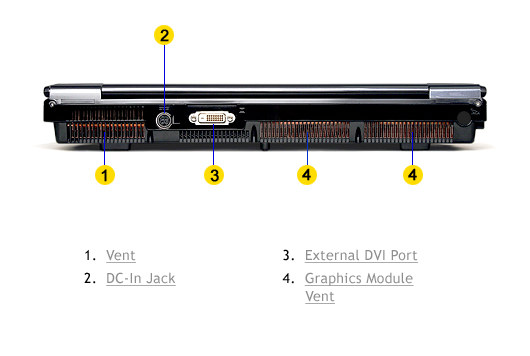 2
1
3
4
4
1. Vent
2. DC-In Jack
3. External DVI Port
4. Graphics Module
Vent